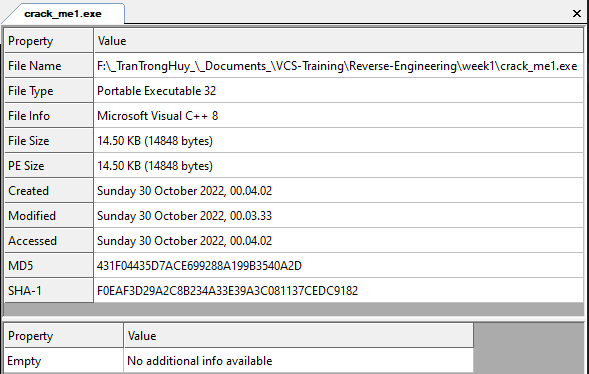 crack_me1.exe
Property Value
File Name F:\_TranTrongHuy_\_Documents_\VCS-Training\Reverse-Engineering\week1\crack_me1.exe
File Type Portable Executable 32
File Info Microsoft Visual C++ 8
File Size 14.50 KB (14848 bytes)
PE Size 14.50 KB (14848 bytes)
Created Sunday 30 October 2022, 00.04.02
Modified Sunday 30 October 2022, 00.03.33
Accessed Sunday 30 October 2022, 00.04.02
MD5 431F04435D7ACE699288A199B3540A2D
SHA-1 F0EAF3D29A2C8B234A33E39A3C081137CEDC9182
Property Value
Empty No additional info available